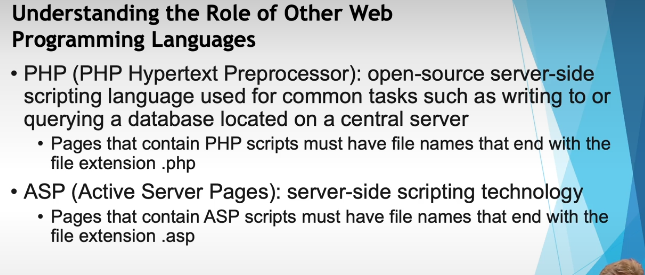 Understanding the Role of Other Web
Programming Languages
• PHP (PHP Hypertext Preprocessor): open-source server-side
scripting language used for common tasks such as writing to or
querying a database located on a central server
• Pages that contain PHP scripts must have file names that end with the
file extension .php
• ASP (Active Server Pages): server-side scripting technology
• Pages that contain ASP scripts must have file names that end with the
file extension .asp